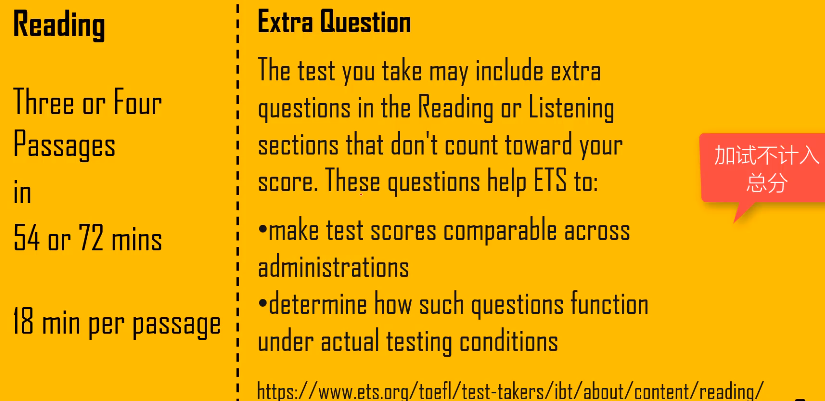 Reading
Three or Four
Passages
in
54 or 72 mins
18 min per passage
Extra Question
The test you take may include extra
questions in the Reading or Listening
sections that don't count toward your
score. These questions help ETS to:
•make test scores comparable across
administrations
•determine how such questions function
under actual testing conditions
https://www.ets.org/toefl/test-takers/ibt/about/content/reading/
加试不计入
总分